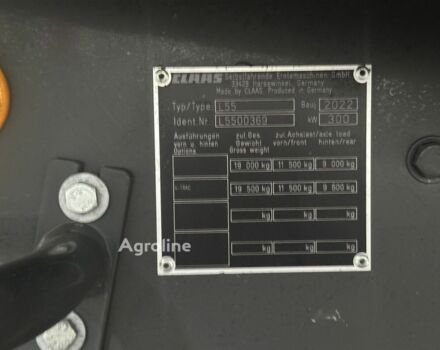 CLAAS Selbstfahrende Erntemaschinen GmbH
33428 Harsewinkel, Germany
Made by CLAAS. Produced in Germany
Typ/Type L55 Bauj. 2022
Ident Nr. L5500369 kW 300
Ausführungen vorn u. hinten Options
zul Ges. Gewicht Gross weight
zul Achslast/axle load vorn/front hinten/rear
19 000 kg 11 500 kg 9 000 kg
19 500 kg 11 500 kg kg
kg kg kg
kg kg kg
Agroline